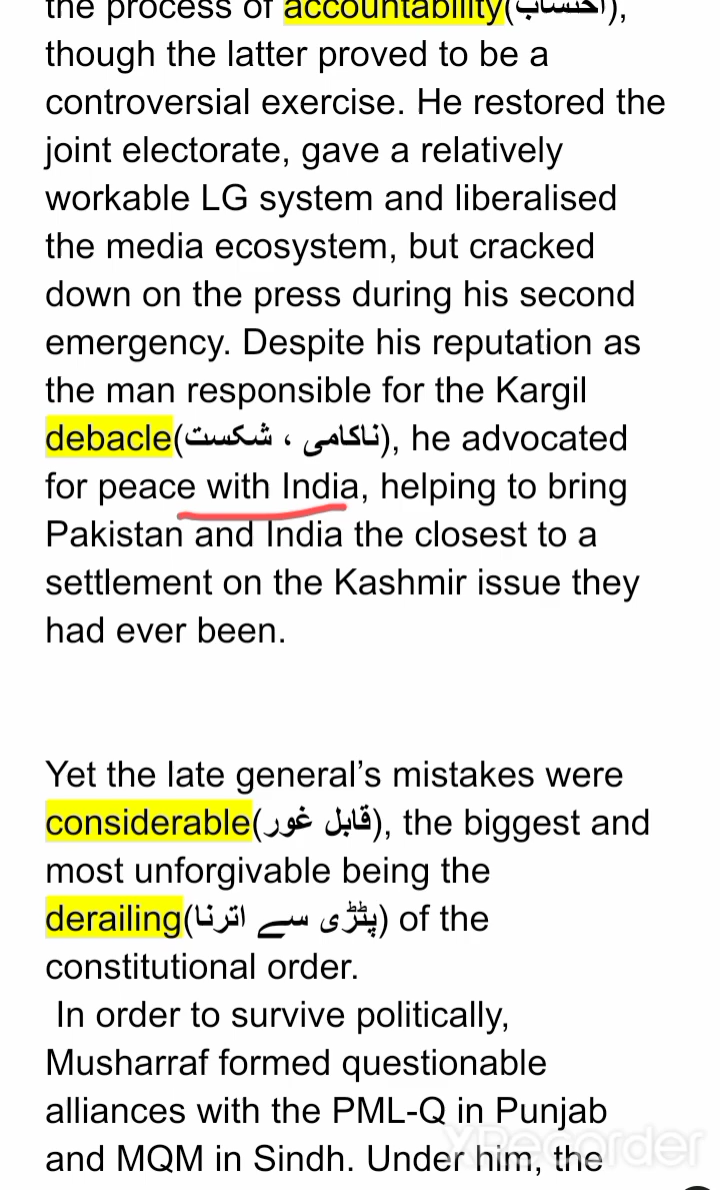 the process of accountability(احتساب),
though the latter proved to be a
controversial exercise. He restored the
joint electorate, gave a relatively
workable LG system and liberalised
the media ecosystem, but cracked
down on the press during his second
emergency. Despite his reputation as
the man responsible for the Kargil
debacle(ناکامی ، شکست), he advocated
for peace with India, helping to bring
Pakistan and India the closest to a
settlement on the Kashmir issue they
had ever been.
Yet the late general’s mistakes were
considerable(قابل غور), the biggest and
most unforgivable being the
derailing(پٹڑی سے اترنا) of the
constitutional order.
In order to survive politically,
Musharraf formed questionable
alliances with the PML-Q in Punjab
and MQM in Sindh. Under him, the
XRecorder